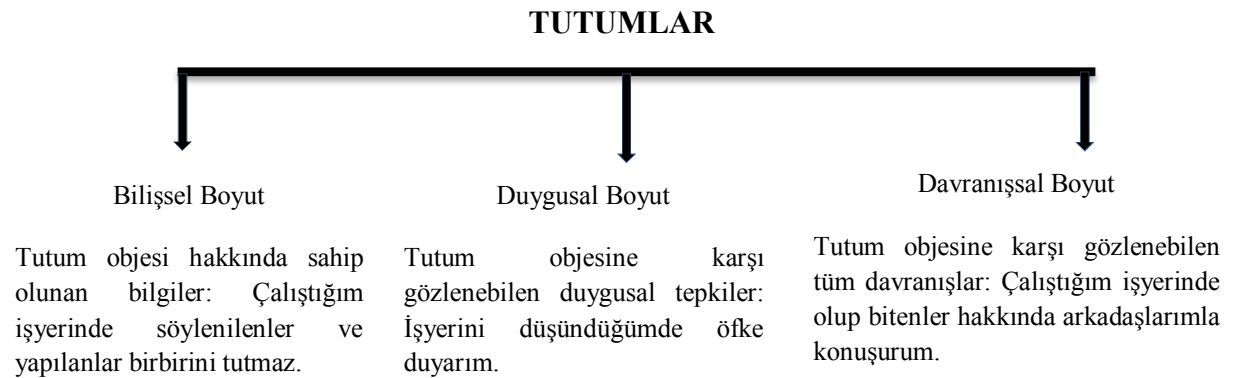 TUTUMLAR
Bilişsel Boyut
Tutum objesi hakkında sahip
olunan bilgiler: Çalıştığım
işyerinde söylenilenler ve
yapılanlar birbirini tutmaz.
Duygusal Boyut
Tutum objesine karşı
gözlenebilen duygusal tepkiler:
İşyerini düşündüğümde öfke
duyarım.
Davranışsal Boyut
Tutum objesine karşı gözlenebilen
tüm davranışlar: Çalıştığım işyerinde
olup bitenler hakkında arkadaşlarımla
konuşurum.